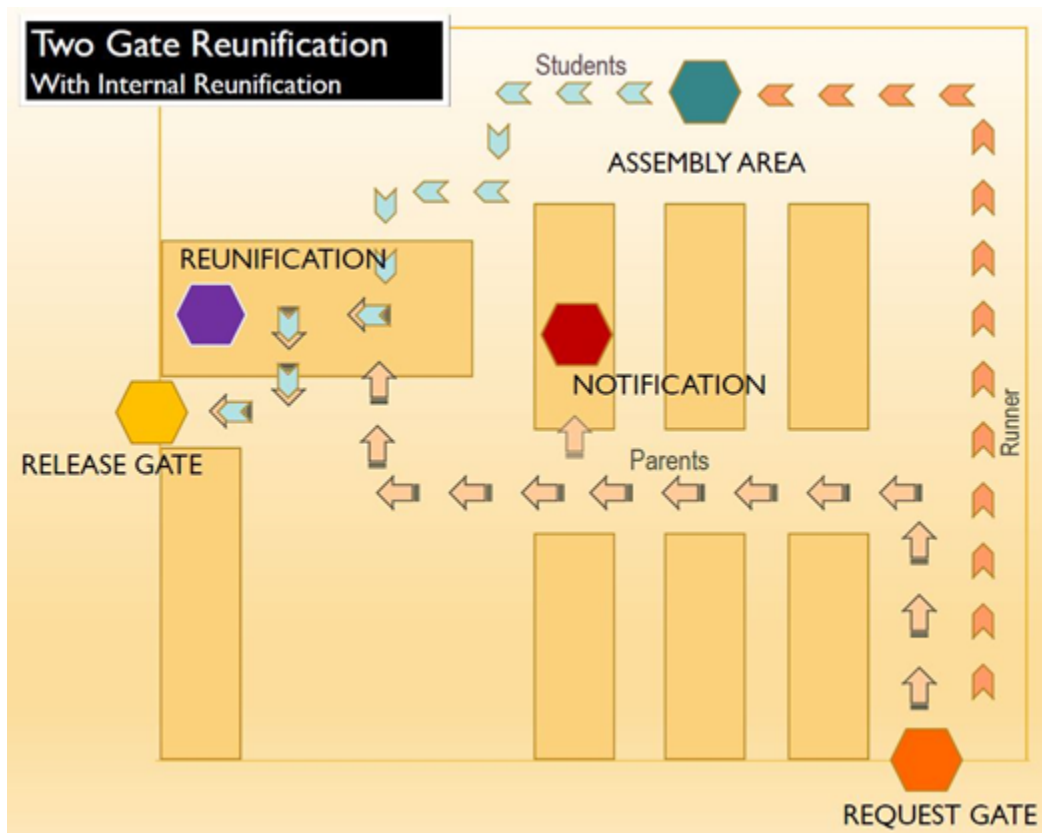 Two Gate Reunification
With Internal Reunification
Students
ASSEMBLY AREA
REUNIFICATION
NOTIFICATION
Runner
RELEASE GATE
Parents
REQUEST GATE